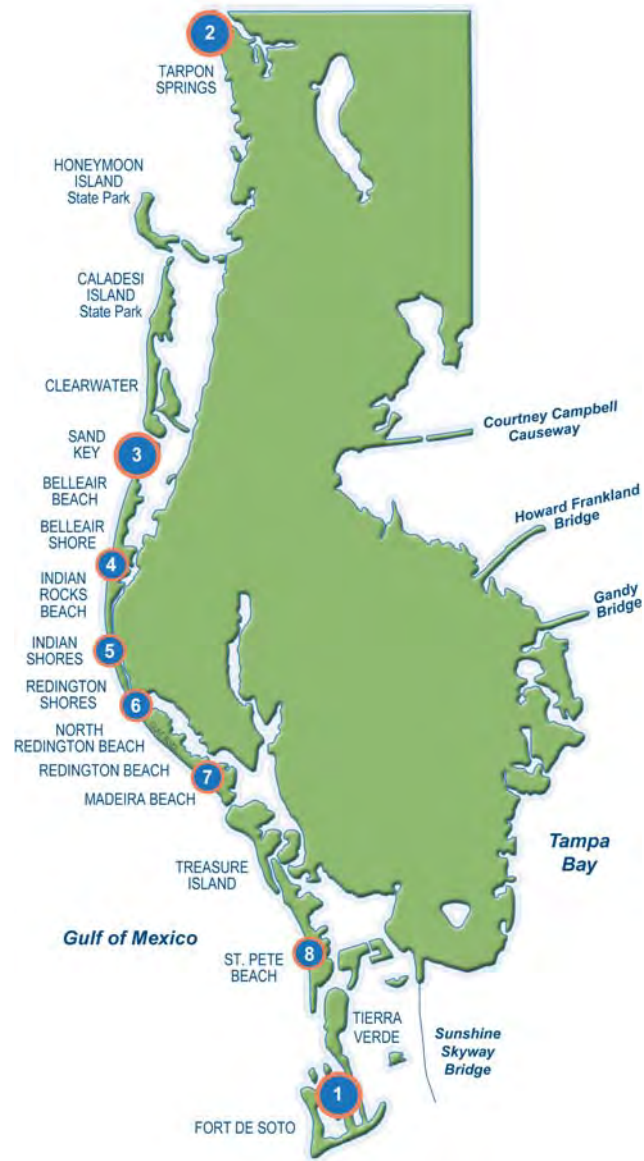 2
TARPON
SPRINGS
HONEYMOON
ISLAND
State Park
CALADESI
ISLAND
State Park
CLEARWATER
Courtney Campbell
Causeway
SAND
KEY
3
BELLEAIR
BEACH
Howard Frankland
Bridge
BELLEAIR
SHORE
4
INDIAN
ROCKS
BEACH
Gandy
Bridge
INDIAN
SHORES
5
REDINGTON
SHORES
6
NORTH
REDINGTON BEACH
REDINGTON BEACH
7
MADEIRA BEACH
Tampa
Bay
TREASURE
ISLAND
Gulf of Mexico
8
ST. PETE
BEACH
TIERRA
VERDE
Sunshine
Skyway
Bridge
1
FORT DE SOTO